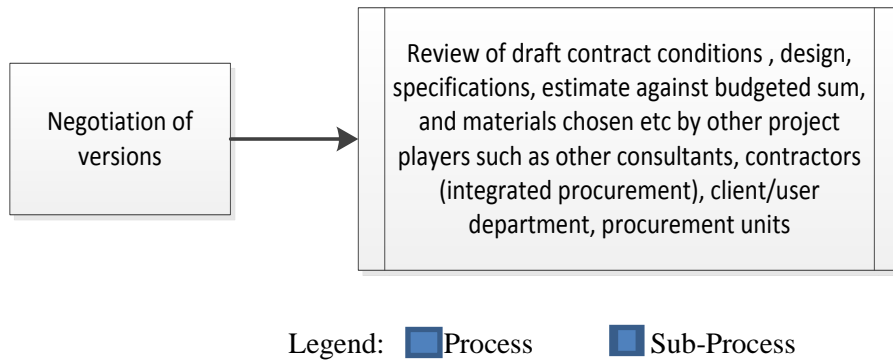 Negotiation of
versions
Review of draft contract conditions , design,
specifications, estimate against budgeted sum,
and materials chosen etc by other project
players such as other consultants, contractors
(integrated procurement), client/user
department, procurement units
Legend: Process Sub-Process